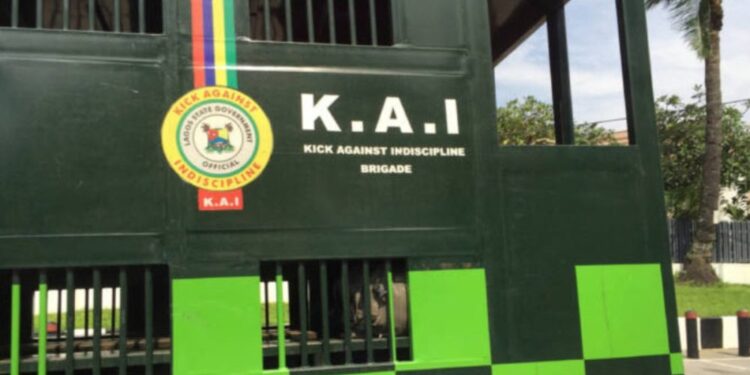 KICK AGAINST
LAGOS STATE GOVERNMENT
OFFICIAL
INDISCIPLINE
K.A.I
K.A.I
KICK AGAINST INDISCIPLINE
BRIGADE